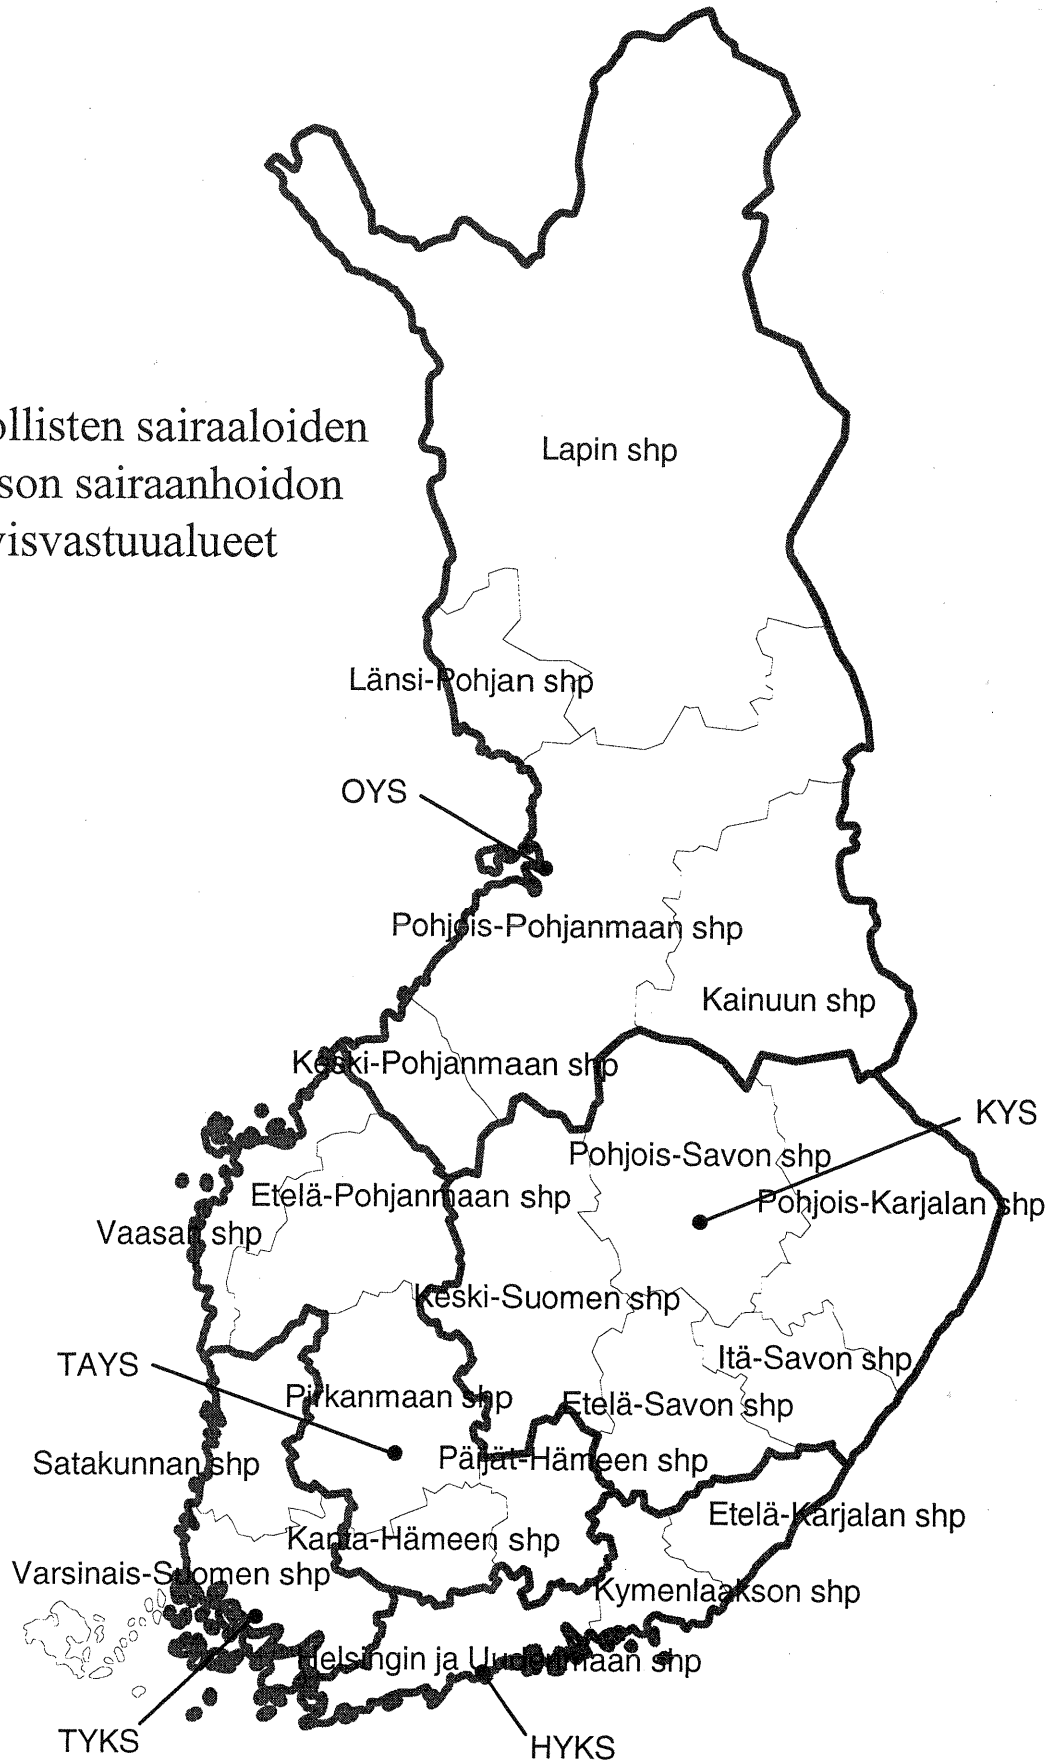 ollisten sairaaloiden
son sairaanhoidon
visvastuualueet
Lapin shp
Länsi-Pohjan shp
OYS
Pohjois-Pohjanmaan shp
Kainuun shp
Keski-Pohjanmaan shp
KYS
Pohjois-Savon shp
Etelä-Pohjanmaan shp
Pohjois-Karjalan shp
Vaasan shp
Keski-Suomen shp
TAYS
Itä-Savon shp
Pirkanmaan shp
Etelä-Savon shp
Satakunnan shp
Päijät-Hämeen shp
Etelä-Karjalan shp
Kanta-Hämeen shp
Varsinais-Suomen shp
Kymenlaakson shp
Helsingin ja Uudenmaan shp
TYKS
HYKS